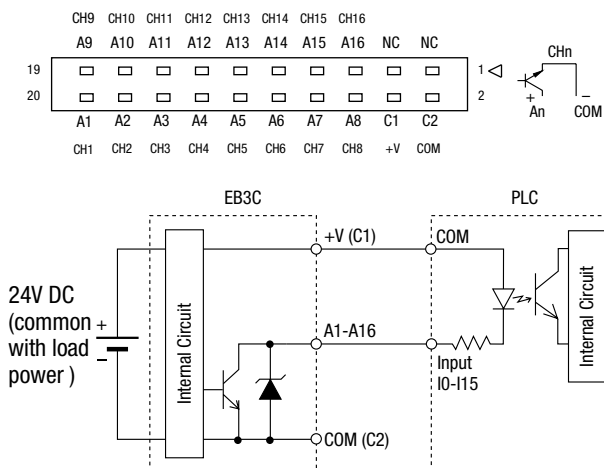 CH9 CH10 CH11 CH12 CH13 CH14 CH15 CH16
A9 A10 A11 A12 A13 A14 A15 A16 NC NC
19 1
20 2
A1 A2 A3 A4 A5 A6 A7 A8 C1 C2
CH1 CH2 CH3 CH4 CH5 CH6 CH7 CH8 +V COM
CHn
+ –
An COM
EB3C PLC
+V (C1) COM
24V DC
(common +
with load –
power )
Internal Circuit
A1-A16
Input
I0-I15
Internal Circuit
COM (C2)